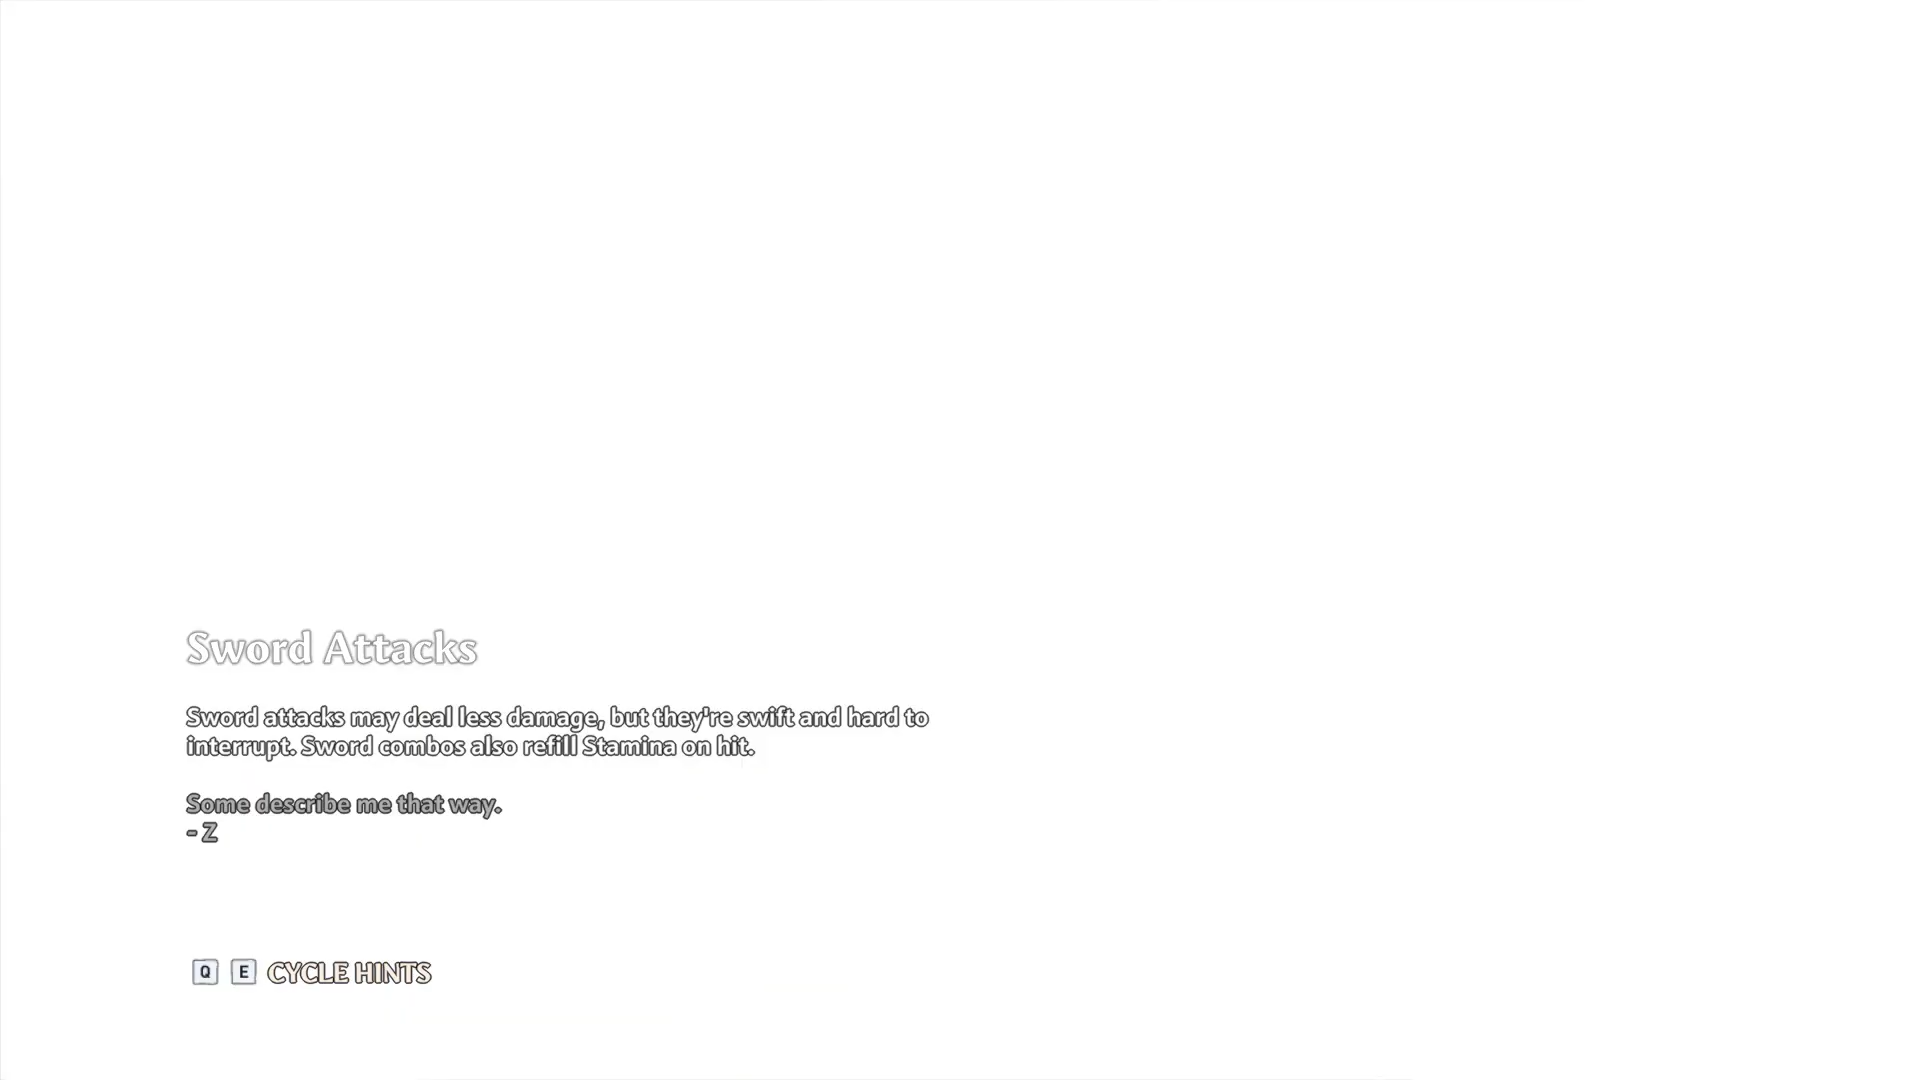 Sword Attacks
Sword attacks may deal less damage, but they're swift and hard to
interrupt. Sword combos also refill Stamina on hit.
Some describe me that way.
- Z
Q E CYCLE HINTS